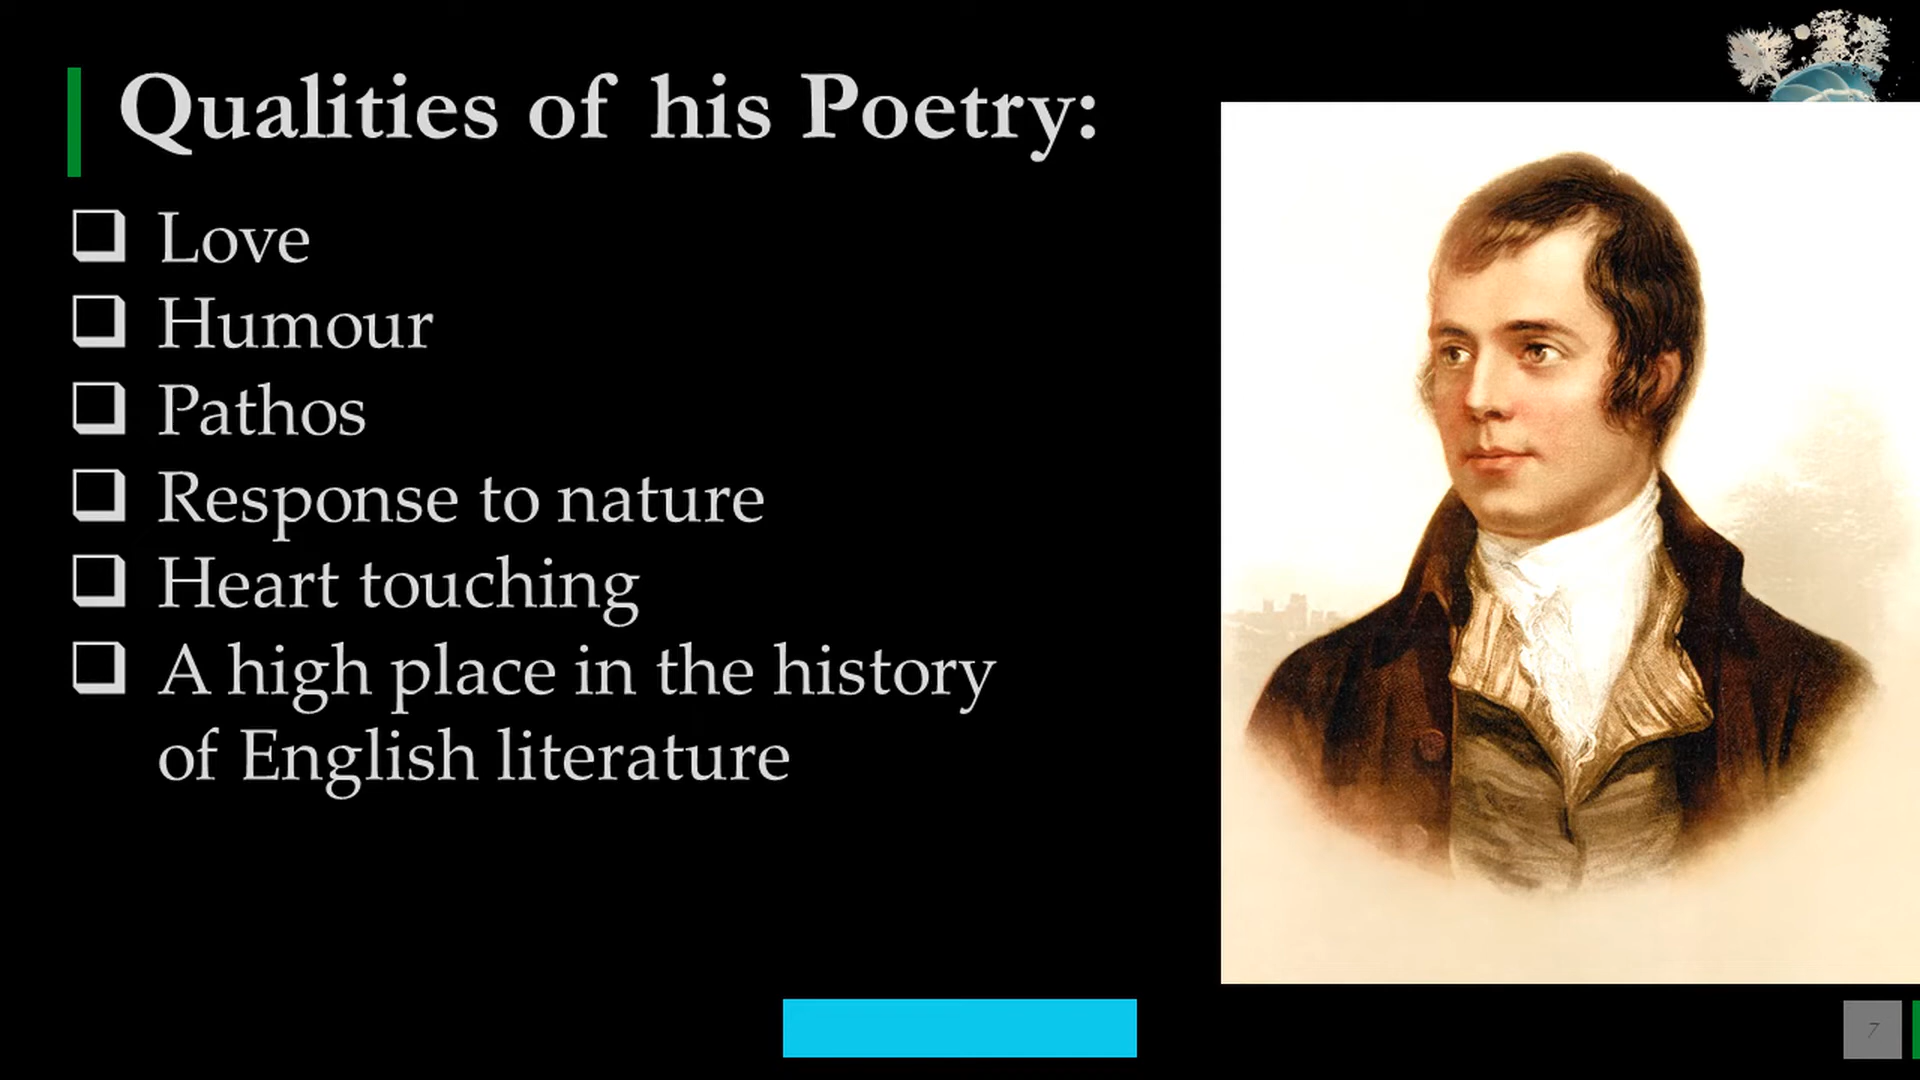 Qualities of his Poetry:
Love
Humour
Pathos
Response to nature
Heart touching
A high place in the history
of English literature
7